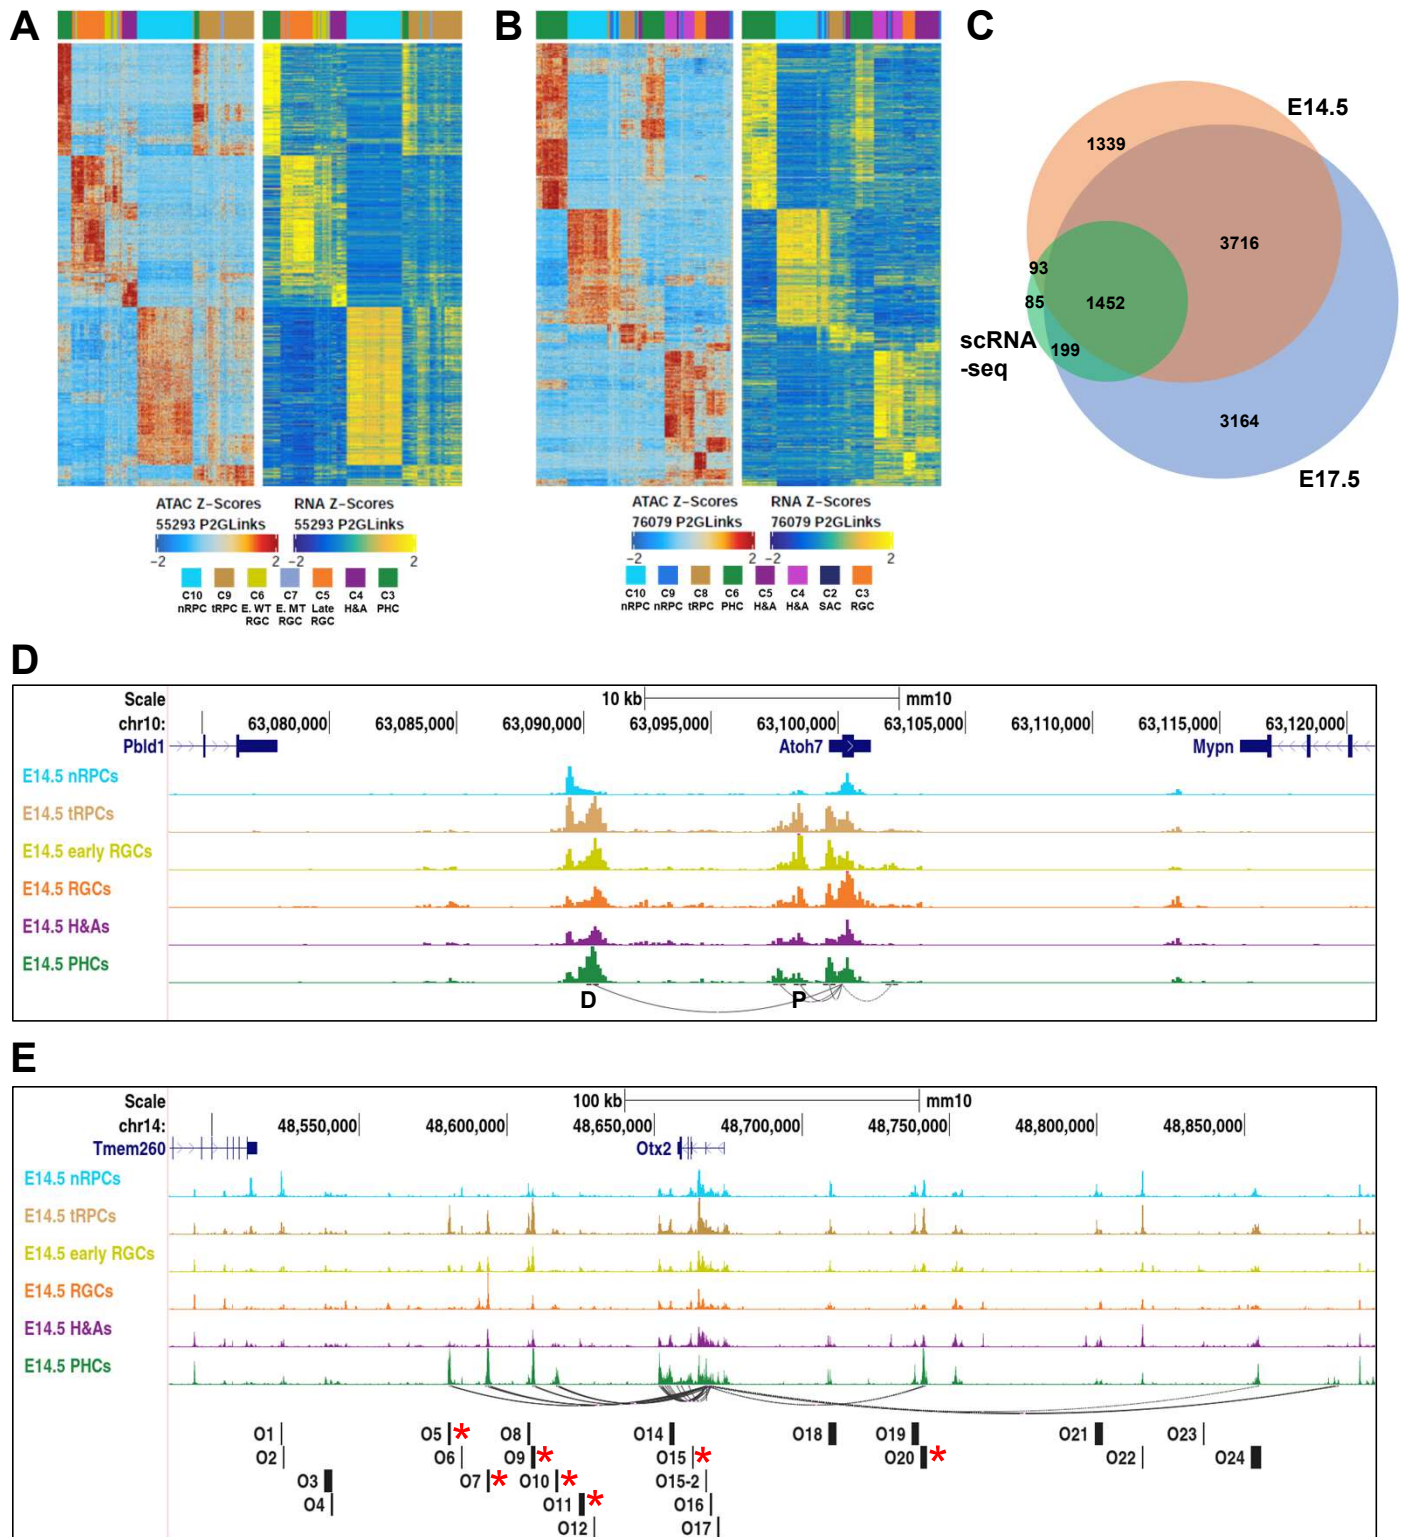 A
B
C
ATAC Z-Scores
55293 P2GLinks
-2
2
RNA Z-Scores
55293 P2GLinks
-2
2
C10
nRPC
C9
tRPC
C6
E. WT
RGC
C7
E. MT
RGC
C5
Late
RGC
C4
H&A
C3
PHC
ATAC Z-Scores
76079 P2GLinks
-2
2
RNA Z-Scores
76079 P2GLinks
-2
2
C10
nRPC
C9
nRPC
C8
tRPC
C6
PHC
C5
H&A
C4
H&A
C2
SAC
C3
RGC
E14.5
1339
3716
93
85
1452
scRNA
-seq
199
3164
E17.5
D
Scale
10 kb
mm10
chr10:
63,080,000
63,085,000
63,090,000
63,095,000
63,100,000
63,105,000
63,110,000
63,115,000
63,120,000
Pbld1
Atoh7
Mypn
E14.5 nRPCs
E14.5 tRPCs
E14.5 early RGCs
E14.5 RGCs
E14.5 H&As
E14.5 PHCs
D
P
E
Scale
100 kb
mm10
chr14:
48,550,000
48,600,000
48,650,000
48,700,000
48,750,000
48,800,000
48,850,000
Tmem260
Otx2
E14.5 nRPCs
E14.5 tRPCs
E14.5 early RGCs
E14.5 RGCs
E14.5 H&As
E14.5 PHCs
O1 O5 * O8 O14 O18 O19 O21 O23
O2 O6 O9 * O15 * O20 * O22 O24
O3 O7 * O10 * O15-2
O4 O11 * O16
O12 O17